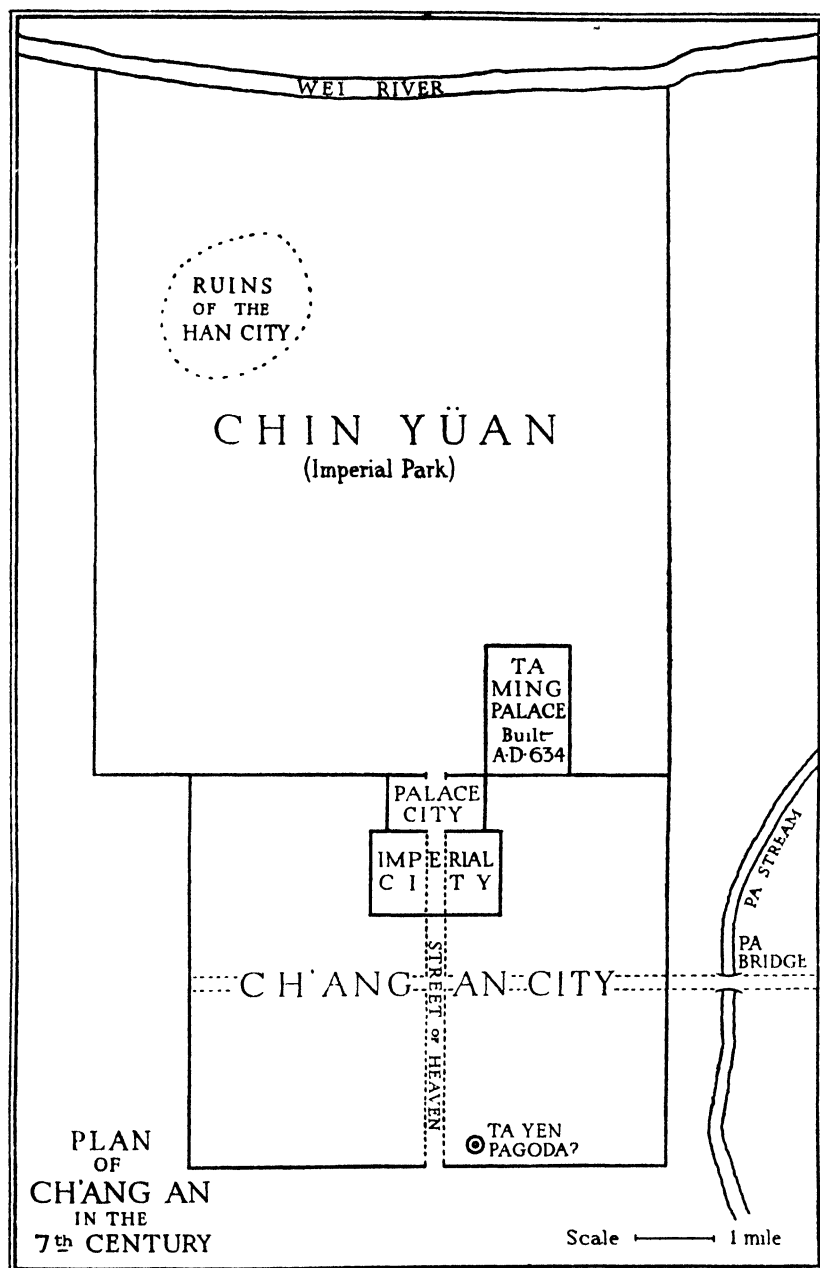 WEI RIVER
RUINS
OF THE
HAN CITY
CHIN YÜAN
(Imperial Park)
TA
MING
PALACE
Built
A·D·634
PALACE
CITY
IMPERIAL
CITY
PA STREAM
PA
BRIDGE
CH'ANG AN CITY
STREET OF HEAVEN
TA YEN
PAGODA?
PLAN
OF
CH'ANG AN
IN THE
7th CENTURY
Scale 1 mile